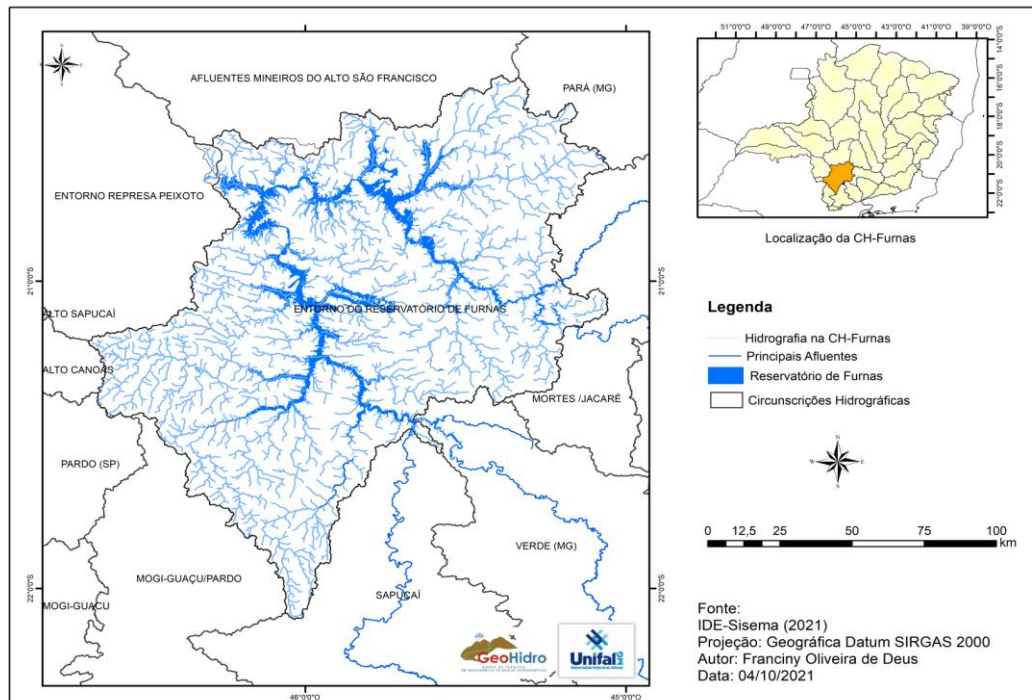 AFLUENTES MINEIROS DO ALTO SÃO FRANCISCO
PARÁ (MG)
ENTORNO REPRESA PEIXOTO
ENTORNO DO RESERVATÓRIO DE FURNAS
ALTO SAPUCAÍ
ALTO CANOAS
MORTES /JACARÉ
PARDO (SP)
VERDE (MG)
MOGI-GUAÇU/PARDO
MOGI-GUAÇU
SAPUCAÍ
21°0'0"S
22°0'0"S
21°0'0"S
22°0'0"S
46°0'0"O
45°0'0"O
GeoHidro
Unifal
51°0'0"O 49°0'0"O 47°0'0"O 45°0'0"O 43°0'0"O 41°0'0"O 39°0'0"O
14°0'0"S
16°0'0"S
18°0'0"S
20°0'0"S
22°0'0"S
Localização da CH-Furnas
Legenda
Hidrografia na CH-Furnas
Principais Afluentes
Reservatório de Furnas
Circunscrições Hidrográficas
N
W E
S
0 12,5 25 50 75 100
km
Fonte:
IDE-Sisema (2021)
Projeção: Geográfica Datum SIRGAS 2000
Autor: Franciny Oliveira de Deus
Data: 04/10/2021